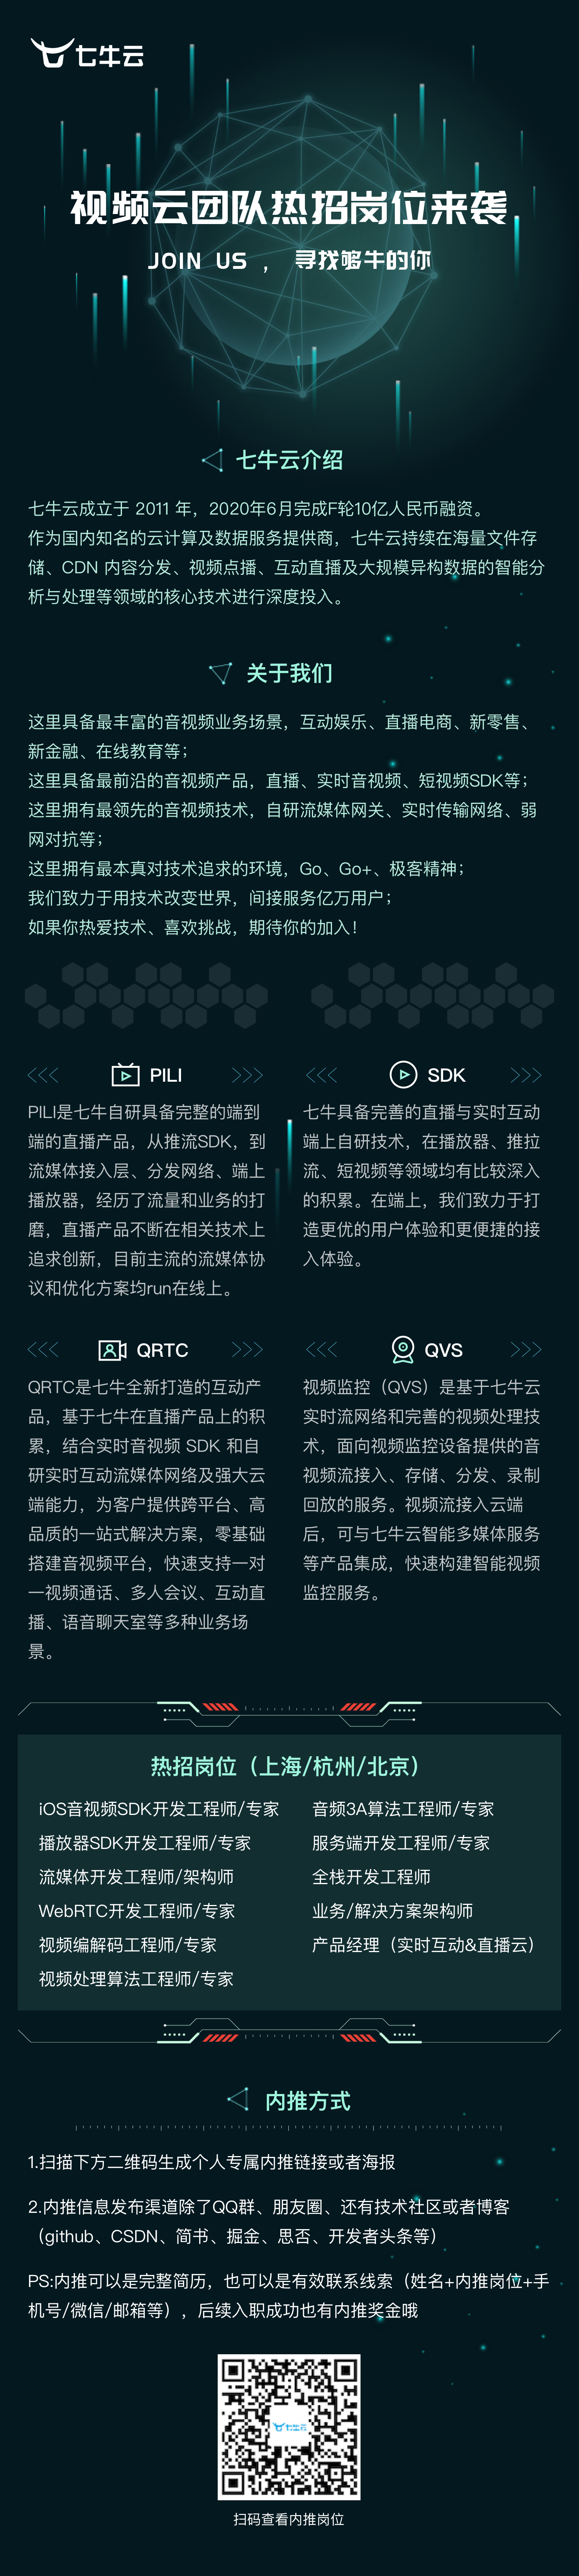 七牛云
视频云团队热招岗位来袭
JOIN US ， 寻找够牛的你
七牛云介绍
七牛云成立于 2011 年，2020年6月完成F轮10亿人民币融资。
作为国内知名的云计算及数据服务提供商，七牛云持续在海量文件存
储、CDN 内容分发、视频点播、互动直播及大规模异构数据的智能分
析与处理等领域的核心技术进行深度投入。
关于我们
这里具备最丰富的音视频业务场景，互动娱乐、直播电商、新零售、
新金融、在线教育等；
这里具备最前沿的音视频产品，直播、实时音视频、短视频SDK等；
这里拥有最领先的音视频技术，自研流媒体网关、实时传输网络、弱
网对抗等；
这里拥有最本真对技术追求的环境，Go、Go+、极客精神；
我们致力于用技术改变世界，间接服务亿万用户；
如果你热爱技术、喜欢挑战，期待你的加入！
PILI
PILI是七牛自研具备完整的端到
端的直播产品，从推流SDK，到
流媒体接入层、分发网络、端上
播放器，经历了流量和业务的打
磨，直播产品不断在相关技术上
追求创新，目前主流的流媒体协
议和优化方案均run在线上。
SDK
七牛具备完善的直播与实时互动
端上自研技术，在播放器、推拉
流、短视频等领域均有比较深入
的积累。在端上，我们致力于打
造更优的用户体验和更便捷的接
入体验。
QRTC
QRTC是七牛全新打造的互动产
品，基于七牛在直播产品上的积
累，结合实时音视频 SDK 和自
研实时互动流媒体网络及强大云
端能力，为客户提供跨平台、高
品质的一站式解决方案，零基础
搭建音视频平台，快速支持一对
一视频通话、多人会议、互动直
播、语音聊天室等多种业务场
景。
QVS
视频监控（QVS）是基于七牛云
实时流网络和完善的视频处理技
术，面向视频监控设备提供的音
视频流接入、存储、分发、录制
回放的服务。视频流接入云端
后，可与七牛云智能多媒体服务
等产品集成，快速构建智能视频
监控服务。
热招岗位（上海/杭州/北京）
iOS音视频SDK开发工程师/专家
播放器SDK开发工程师/专家
流媒体开发工程师/架构师
WebRTC开发工程师/专家
视频编解码工程师/专家
视频处理算法工程师/专家
音频3A算法工程师/专家
服务端开发工程师/专家
全栈开发工程师
业务/解决方案架构师
产品经理（实时互动&直播云）
内推方式
1.扫描下方二维码生成个人专属内推链接或者海报
2.内推信息发布渠道除了QQ群、朋友圈、还有技术社区或者博客
（github、CSDN、简书、掘金、思否、开发者头条等）
PS:内推可以是完整简历，也可以是有效联系线索（姓名+内推岗位+手
机号/微信/邮箱等），后续入职成功也有内推奖金哦
七牛云
扫码查看内推岗位